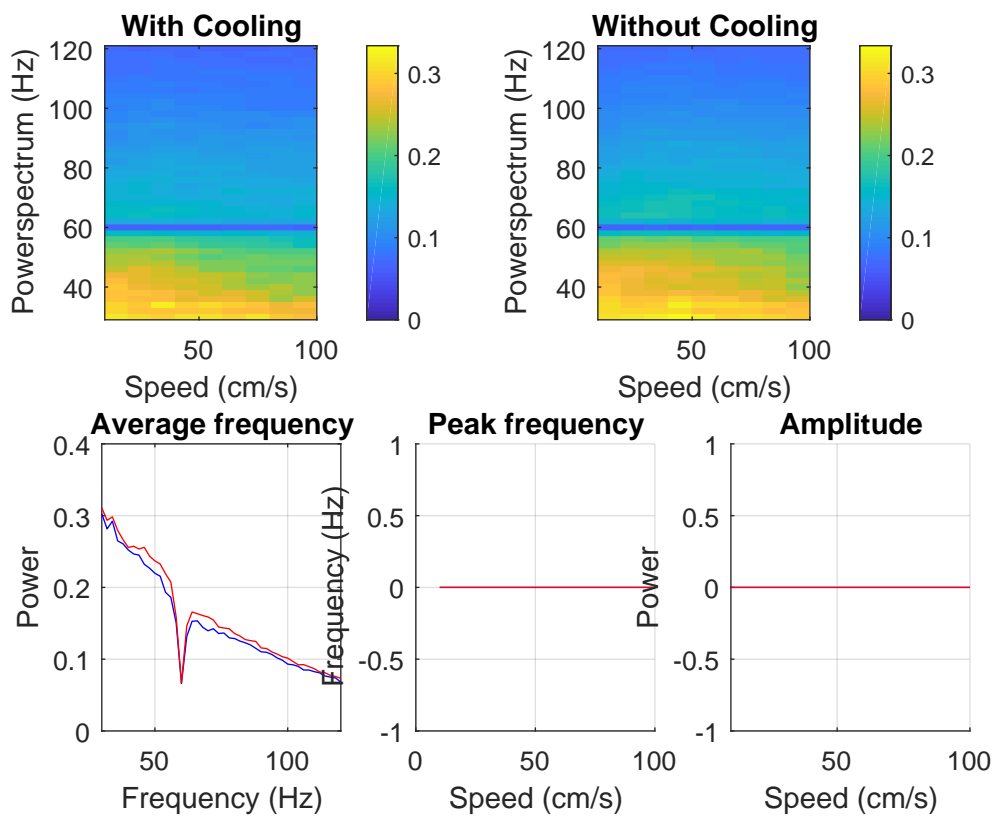 With Cooling
Powerspectrum (Hz)
120
100
80
60
40
50
100
Speed (cm/s)
0.3
0.2
0.1
0
Without Cooling
Powerspectrum (Hz)
120
100
80
60
40
50
100
Speed (cm/s)
0.3
0.2
0.1
0
Average frequency
Power
0.4
0.3
0.2
0.1
0
50
100
Frequency (Hz)
Peak frequency
Frequency (Hz)
1
0.5
0
-0.5
-1
0
50
100
Speed (cm/s)
Amplitude
Power
1
0.5
0
-0.5
-1
50
100
Speed (cm/s)